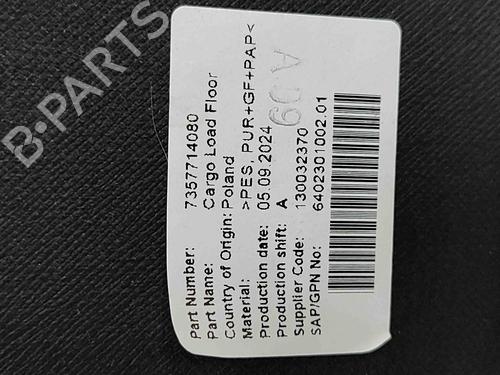 B-PARTS
Part Number: 7357714080
Part Name: Cargo Load Floor
Country of Origin: Poland
Material: >PES, PUR+GF+PAP<
Production date: 05.09.2024
Production shift: A
Supplier Code: 130032370
SAP/GPN No: 6402301002.01
A 09